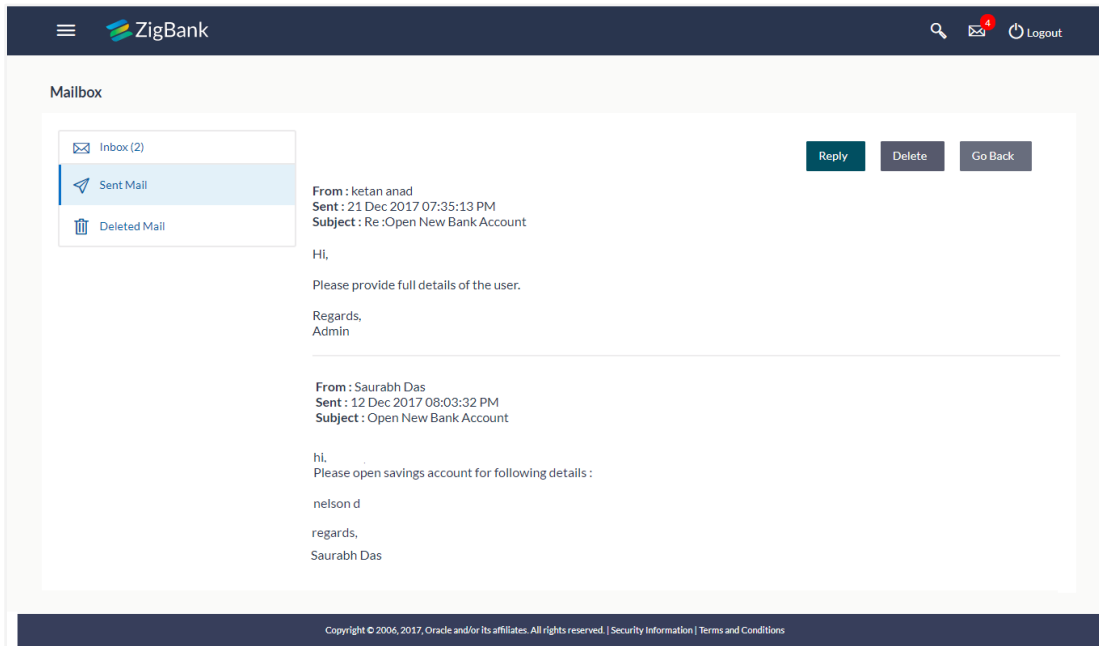 ZigBank
4
Logout
Mailbox
Inbox (2)
Sent Mail
Deleted Mail
Reply
Delete
Go Back
From : ketan anad
Sent : 21 Dec 2017 07:35:13 PM
Subject : Re :Open New Bank Account
Hi,
Please provide full details of the user.
Regards,
Admin
From : Saurabh Das
Sent : 12 Dec 2017 08:03:32 PM
Subject : Open New Bank Account
hi,
Please open savings account for following details :
nelson d
regards,
Saurabh Das
Copyright © 2006, 2017, Oracle and/or its affiliates. All rights reserved. | Security Information | Terms and Conditions